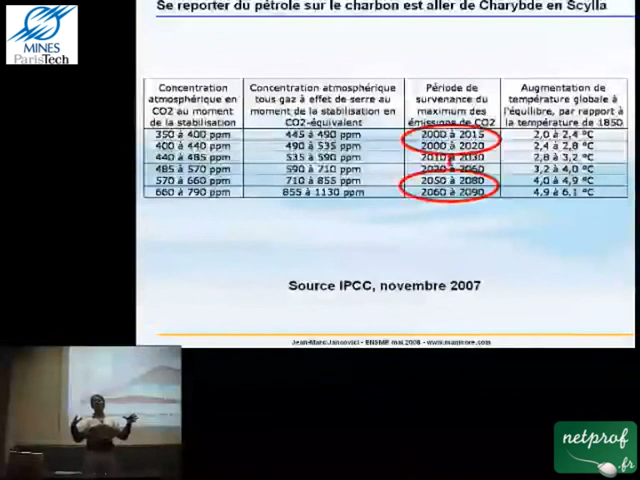 Se reporter du pétrole sur le charbon est aller de Charybde en Scylla
MINES
ParisTech
Concentration atmosphérique en CO2 au moment de la stabilisation
Concentration atmosphérique tous gaz à effet de serre au moment de la stabilisation en CO2-équivalent
Période de survenance du maximum des émissions de CO2
Augmentation de température globale à l'équilibre, par rapport à la température de 1850
350 à 400 ppm 445 à 490 ppm 2000 à 2015 2,0 à 2,4 °C
400 à 440 ppm 490 à 535 ppm 2000 à 2020 2,4 à 2,8 °C
440 à 485 ppm 535 à 590 ppm 2010 à 2030 2,8 à 3,2 °C
485 à 570 ppm 590 à 710 ppm 2020 à 2060 3,2 à 4,0 °C
570 à 660 ppm 710 à 855 ppm 2050 à 2080 4,0 à 4,9 °C
660 à 790 ppm 855 à 1130 ppm 2060 à 2090 4,9 à 6,1 °C
Source IPCC, novembre 2007
Jean-Marc Jancovici - ENSMP mai 2008 - www.manicore.com
netprof
.fr